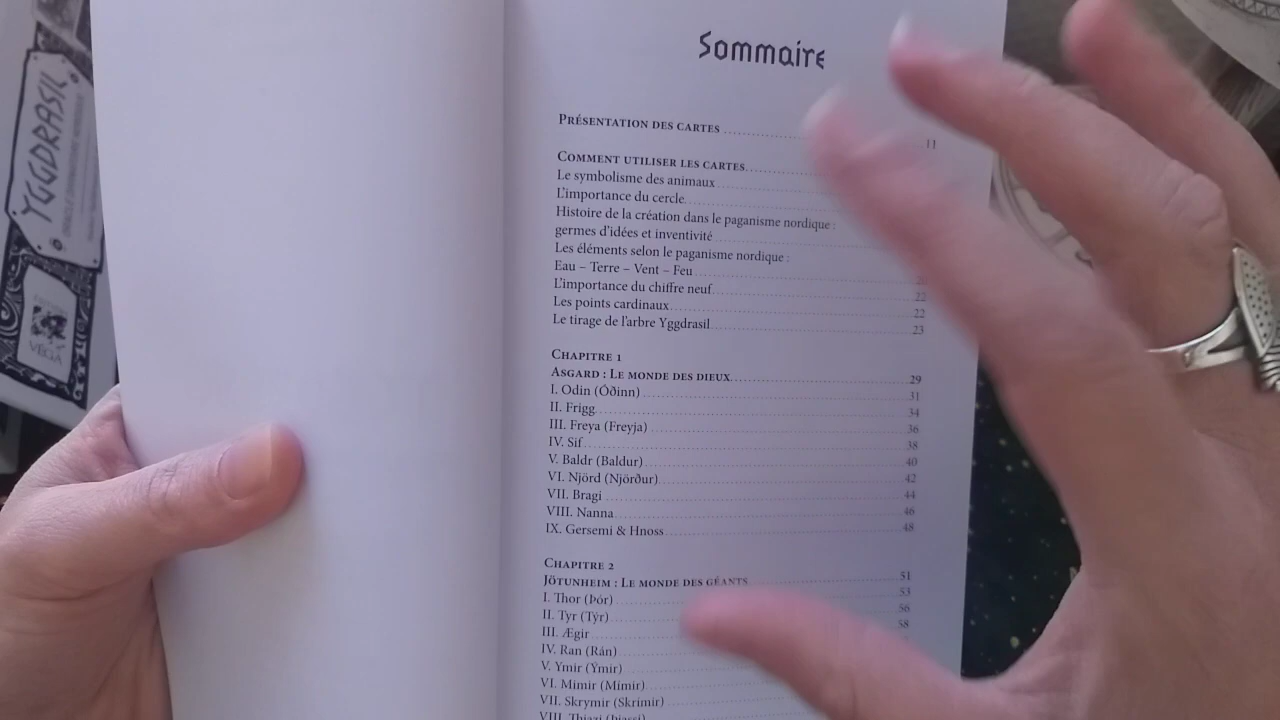 YGGDRASIL
VÉGA
Sommaire
PRÉSENTATION DES CARTES 11
COMMENT UTILISER LES CARTES
Le symbolisme des animaux
L'importance du cercle
Histoire de la création dans le paganisme nordique :
germes d'idées et inventivité
Les éléments selon le paganisme nordique :
Eau – Terre – Vent – Feu
L'importance du chiffre neuf 22
Les points cardinaux 22
Le tirage de l'arbre Yggdrasil 23
CHAPITRE 1
ASGARD : LE MONDE DES DIEUX 29
I. Odin (Óðinn) 31
II. Frigg 34
III. Freya (Freyja) 36
IV. Sif 38
V. Baldr (Baldur) 40
VI. Njörd (Njörður) 42
VII. Bragi 44
VIII. Nanna 46
IX. Gersemi & Hnoss 48
CHAPITRE 2
JÖTUNHEIM : LE MONDE DES GÉANTS 51
I. Thor (Þór) 53
II. Tyr (Týr) 56
III. Ægir 58
IV. Ran (Rán)
V. Ymir (Ýmir)
VI. Mimir (Mímir)
VII. Skrymir (Skrímir)
VIII. Thiazi (Þjassi)